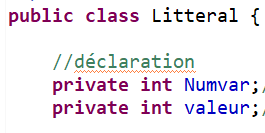 public class Litteral {
//déclaration
private int Numvar;/
private int valeur;/